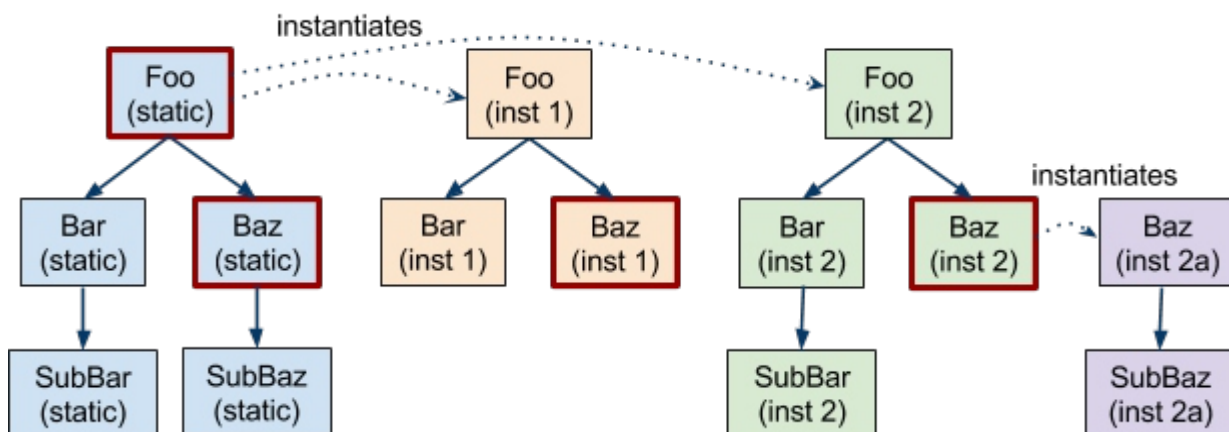 instantiates
Foo
(static)
Foo
(inst 1)
Foo
(inst 2)
instantiates
Bar
(static)
Baz
(static)
Bar
(inst 1)
Baz
(inst 1)
Bar
(inst 2)
Baz
(inst 2)
Baz
(inst 2a)
SubBar
(static)
SubBaz
(static)
SubBar
(inst 2)
SubBaz
(inst 2a)